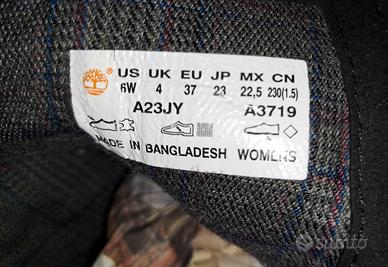 US UK EU JP MX CN
6W 4 37 23 22,5 230(1.5)
A23JY A3719
MADE IN BANGLADESH WOMENS
subito